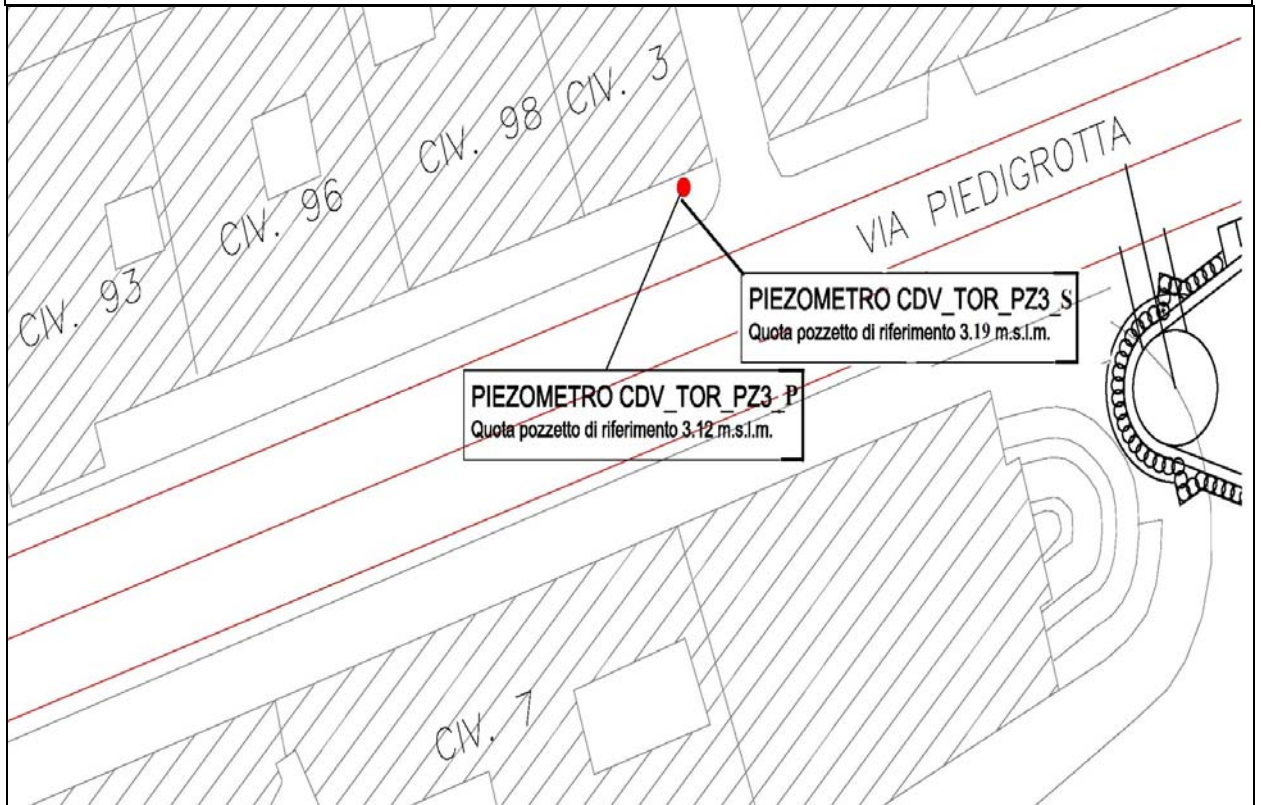 CIV. 93
CIV. 96
CIV. 98
CIV. 3
VIA PIEDIGROTTA
PIEZOMETRO CDV_TOR_PZ3_S
Quota pozzetto di riferimento 3.19 m.s.l.m.
PIEZOMETRO CDV_TOR_PZ3_P
Quota pozzetto di riferimento 3.12 m.s.l.m.
CIV. 7